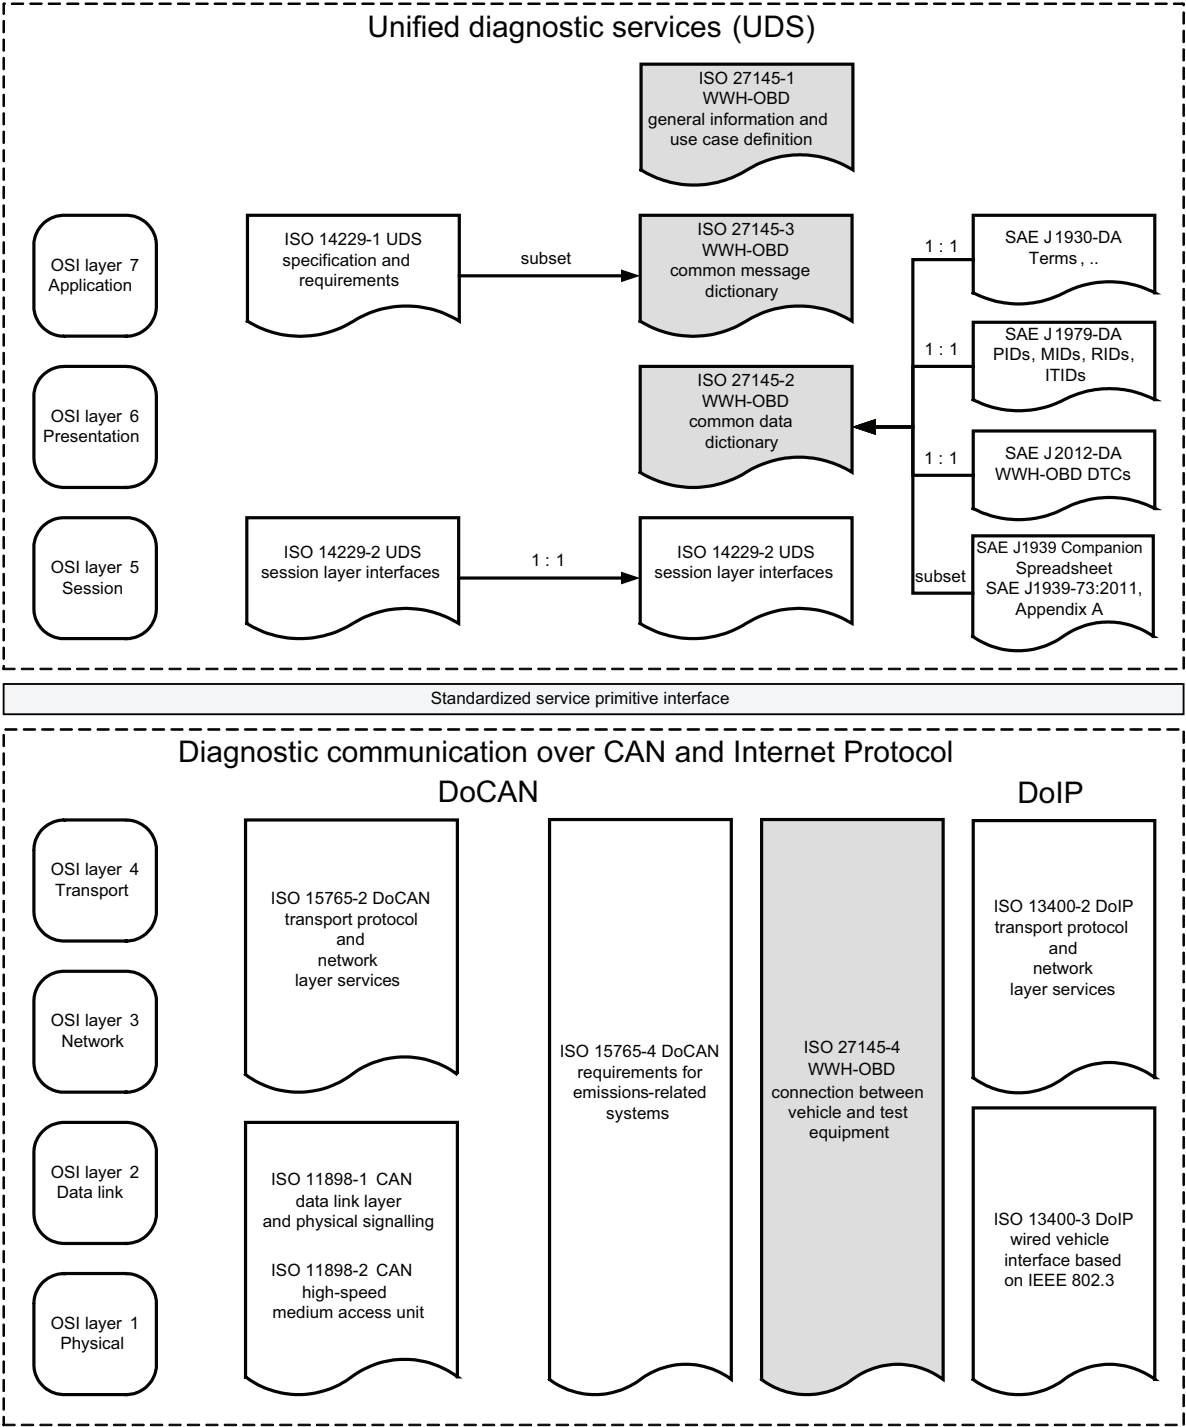 Unified diagnostic services (UDS)
ISO 27145-1
WWH-OBD
general information and
use case definition
OSI layer 7
Application
ISO 14229-1 UDS
specification and
requirements
subset
ISO 27145-3
WWH-OBD
common message
dictionary
1 : 1
SAE J1930-DA
Terms , ..
1 : 1
SAE J1979-DA
PIDs, MIDs, RIDs,
ITIDs
OSI layer 6
Presentation
ISO 27145-2
WWH-OBD
common data
dictionary
1 : 1
SAE J2012-DA
WWH-OBD DTCs
OSI layer 5
Session
ISO 14229-2 UDS
session layer interfaces
1 : 1
ISO 14229-2 UDS
session layer interfaces
subset
SAE J1939 Companion
Spreadsheet
SAE J1939-73:2011,
Appendix A
Standardized service primitive interface
Diagnostic communication over CAN and Internet Protocol
DoCAN
DoIP
OSI layer 4
Transport
ISO 15765-2 DoCAN
transport protocol
and
network
layer services
ISO 13400-2 DoIP
transport protocol
and
network
layer services
OSI layer 3
Network
ISO 15765-4 DoCAN
requirements for
emissions-related
systems
ISO 27145-4
WWH-OBD
connection between
vehicle and test
equipment
OSI layer 2
Data link
ISO 11898-1 CAN
data link layer
and physical signalling
ISO 11898-2 CAN
high-speed
medium access unit
ISO 13400-3 DoIP
wired vehicle
interface based
on IEEE 802.3
OSI layer 1
Physical